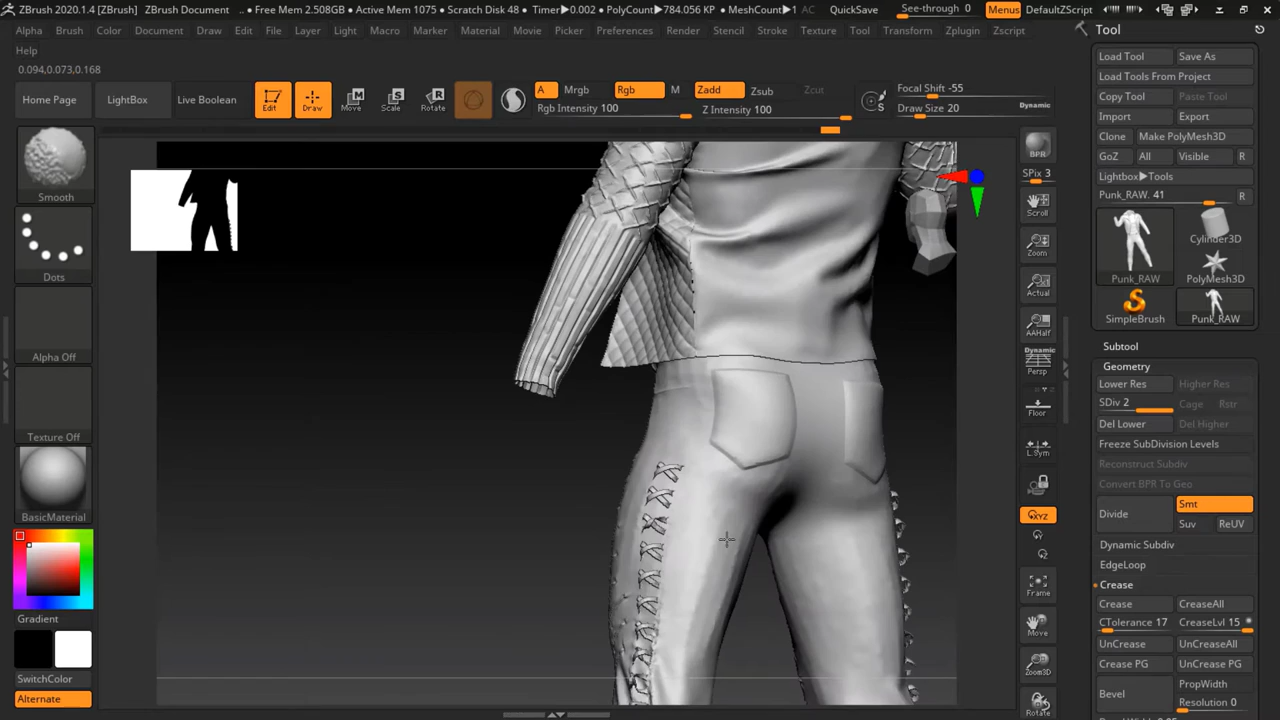 ZBrush 2020.1.4 [ZBrush] ZBrush Document .. • Free Mem 2.508GB • Active Mem 1075 • Scratch Disk 48 • Timer▶0.002 • PolyCount▶784.056 KP • MeshCount▶1 AC QuickSave See-through 0 Menus DefaultZScript
Alpha Brush Color Document Draw Edit File Layer Light Macro Marker Material Movie Picker Preferences Render Stencil Stroke Texture Tool Transform Zplugin Zscript
Help
0.094,0.073,0.168
Home Page LightBox Live Boolean Edit Draw Move Scale Rotate A Mrgb Rgb M Zadd Zsub Zcut Focal Shift -55
Rgb Intensity 100 Z Intensity 100 S Draw Size 20 Dynamic
Smooth
Dots
Alpha Off
Texture Off
BasicMaterial
Gradient
SwitchColor
Alternate
BPR
SPix 3
Scroll
Zoom
Actual
AAHalf
Dynamic
Persp
Floor
L.Sym
XYZ
Frame
Move
Zoom3D
Rotate
Tool
Load Tool Save As
Load Tools From Project
Copy Tool Paste Tool
Import Export
Clone Make PolyMesh3D
GoZ All Visible R
Lightbox▶Tools
Punk_RAW. 41 R
Punk_RAW Cylinder3D
PolyMesh3D
SimpleBrush Punk_RAW
Subtool
Geometry
Lower Res Higher Res
SDiv 2 Cage Rstr
Del Lower Del Higher
Freeze SubDivision Levels
Reconstruct Subdiv
Convert BPR To Geo
Divide Smt
Suv ReUV
Dynamic Subdiv
EdgeLoop
Crease
Crease CreaseAll
CTolerance 17 CreaseLvl 15
UnCrease UnCreaseAll
Crease PG UnCrease PG
Bevel PropWidth
Resolution 0